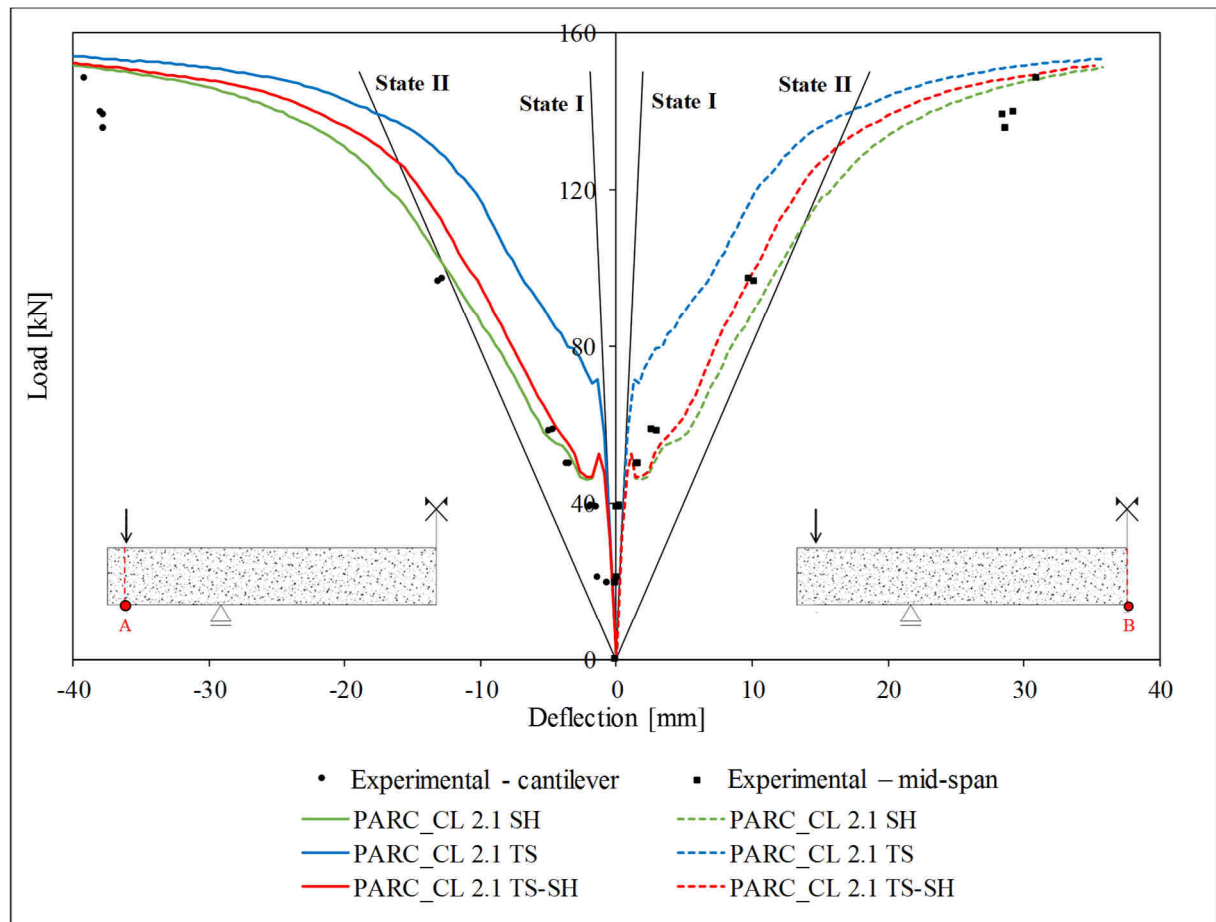 160
State II
State I
State I
State II
120
Load [kN]
80
40
A
B
0
-40
-30
-20
-10
0
10
20
30
40
Deflection [mm]
Experimental - cantilever
Experimental – mid-span
PARC_CL 2.1 SH
PARC_CL 2.1 SH
PARC_CL 2.1 TS
PARC_CL 2.1 TS
PARC_CL 2.1 TS-SH
PARC_CL 2.1 TS-SH